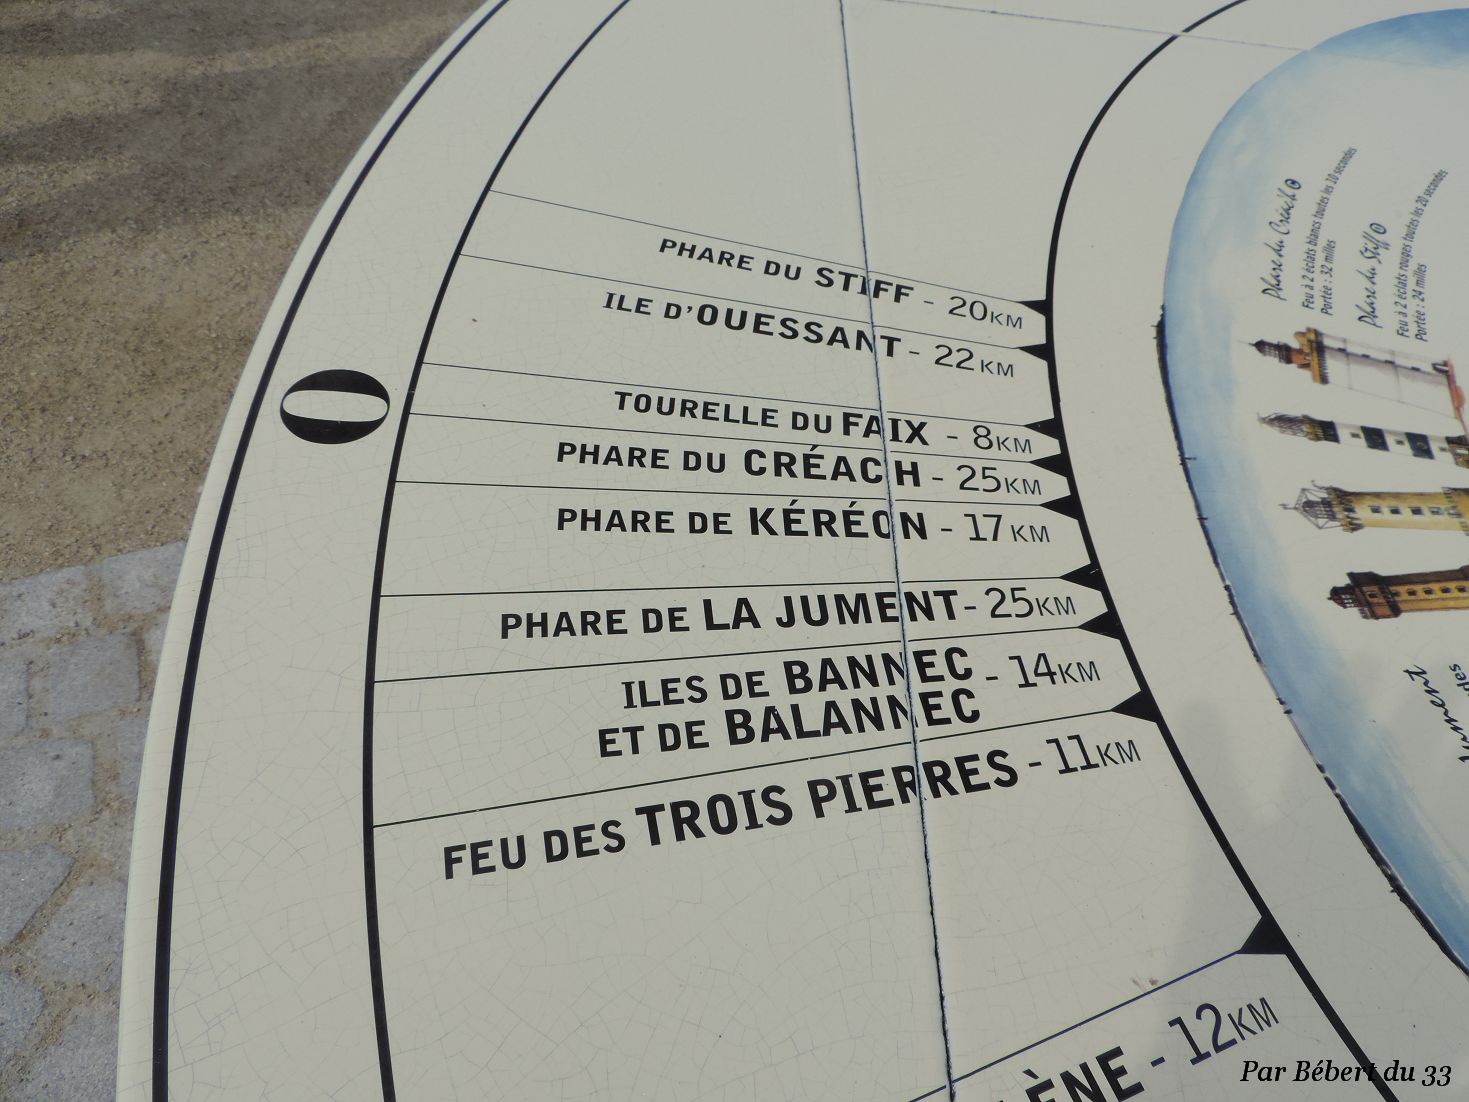 PHARE DU STIFF - 20KM
ILE D'OUESSANT - 22KM
TOURELLE DU FAIX - 8KM
PHARE DU CRÉACH - 25KM
PHARE DE KÉRÉON - 17KM
PHARE DE LA JUMENT - 25KM
ILES DE BANNEC
ET DE BALANNEC - 14KM
FEU DES TROIS PIERRES - 11KM
12KM
O
Phare du Créach
Feu à 2 éclats blancs toutes les 10 secondes
Portée : 32 milles
Phare du Stiff
Feu à 2 éclats rouges toutes les 20 secondes
Portée : 24 milles
Par Bébert du 33